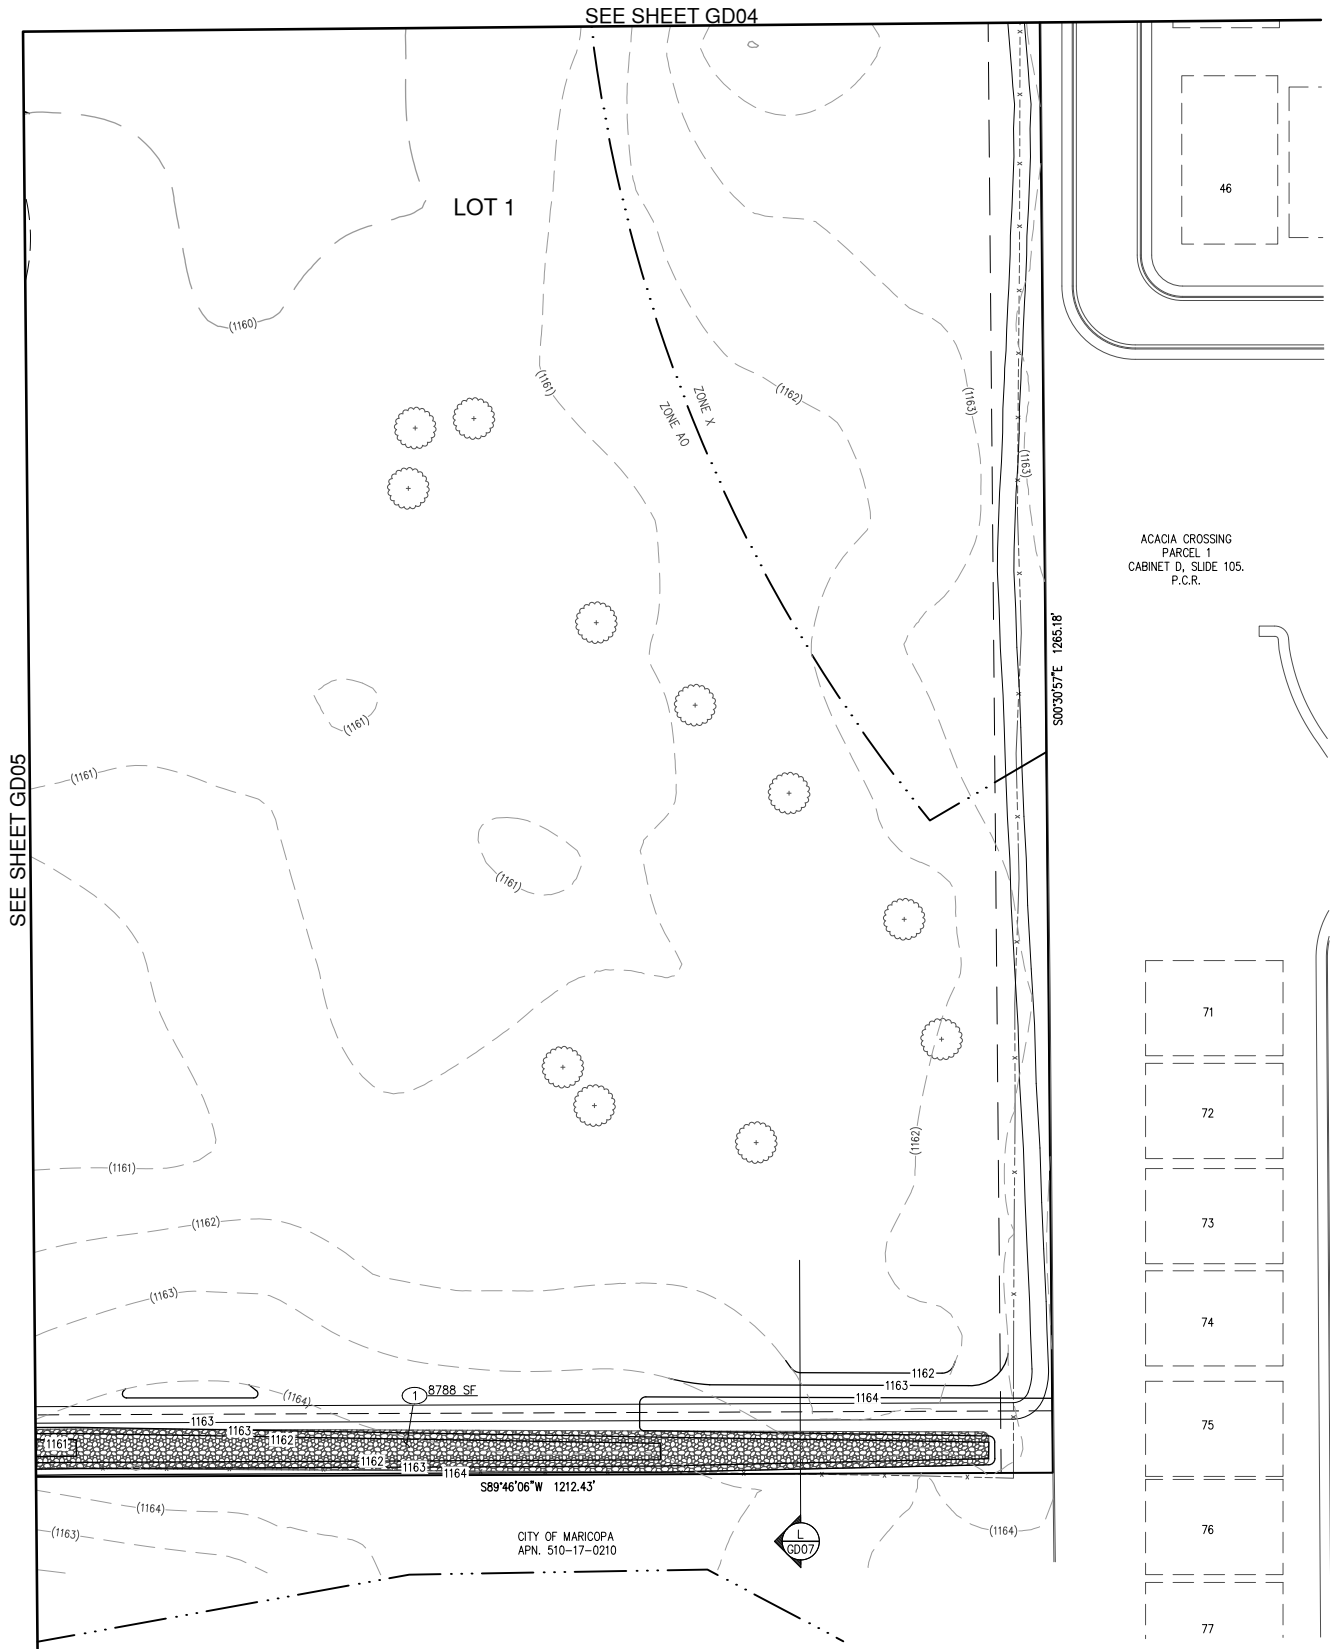 SEE SHEET GD04
46
LOT 1
(1160)
(1161)
ZONE X
ZONE AO
(1162)
(1163)
(1163)
ACACIA CROSSING
PARCEL 1
CABINET D, SLIDE 105.
P.C.R.
S00°30'57"E 1265.18'
(1161)
(1161)
SEE SHEET GD05
(1161)
71
72
(1162)
(1161)
73
(1162)
(1163)
74
1162
1163
1164
1 8788 SF
(1164)
75
1163
1163
1162
1161
1162
1163
1164
S89°46'06"W 1212.43'
(1164)
(1163)
CITY OF MARICOPA
APN. 510-17-0210
L
GD07
(1164)
76
77